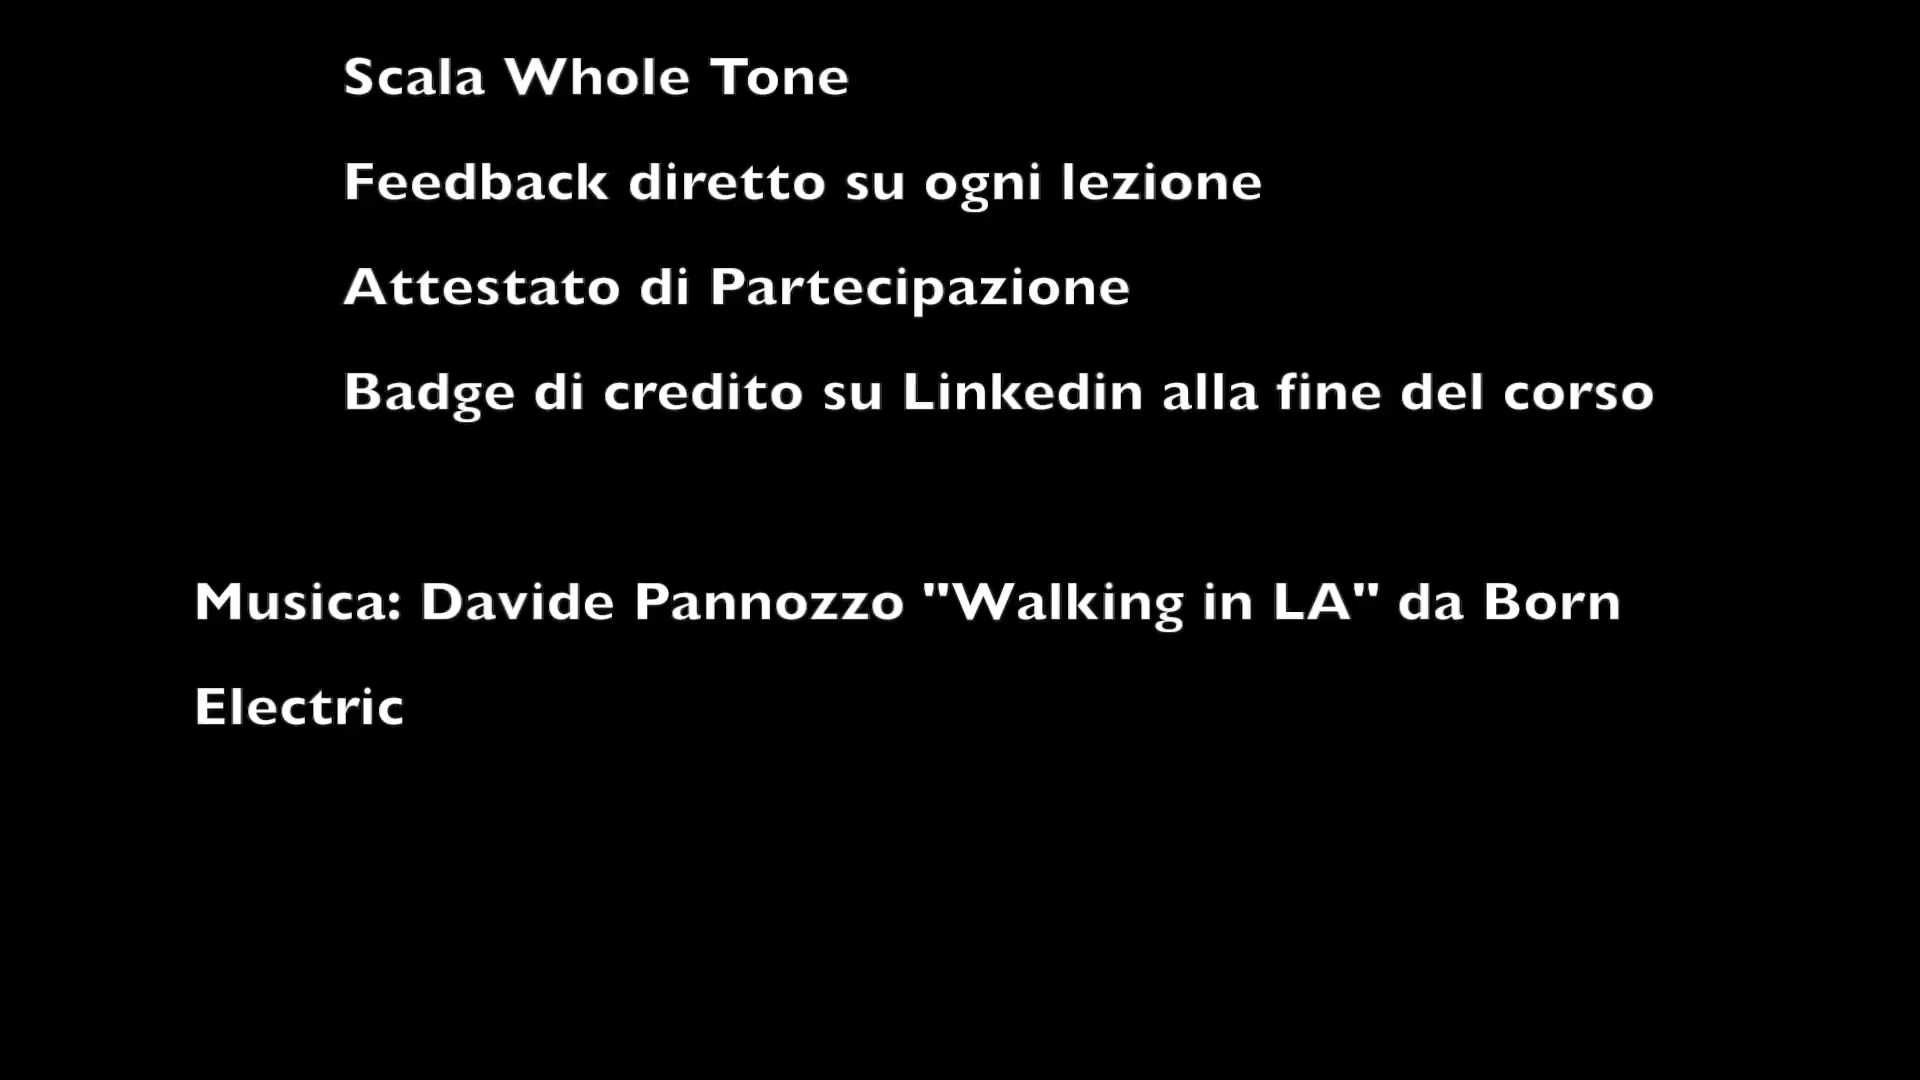 Scala Whole Tone
Feedback diretto su ogni lezione
Attestato di Partecipazione
Badge di credito su Linkedin alla fine del corso
Musica: Davide Pannozzo "Walking in LA" da Born
Electric